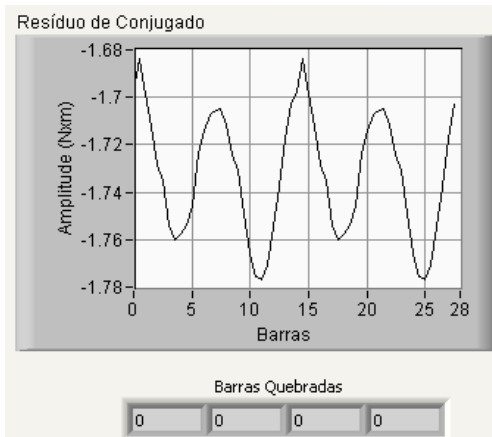 Resíduo de Conjugado
Amplitude (Nxm)
-1.68
-1.7
-1.72
-1.74
-1.76
-1.78
0 5 10 15 20 25 28
Barras
Barras Quebradas
0 0 0 0